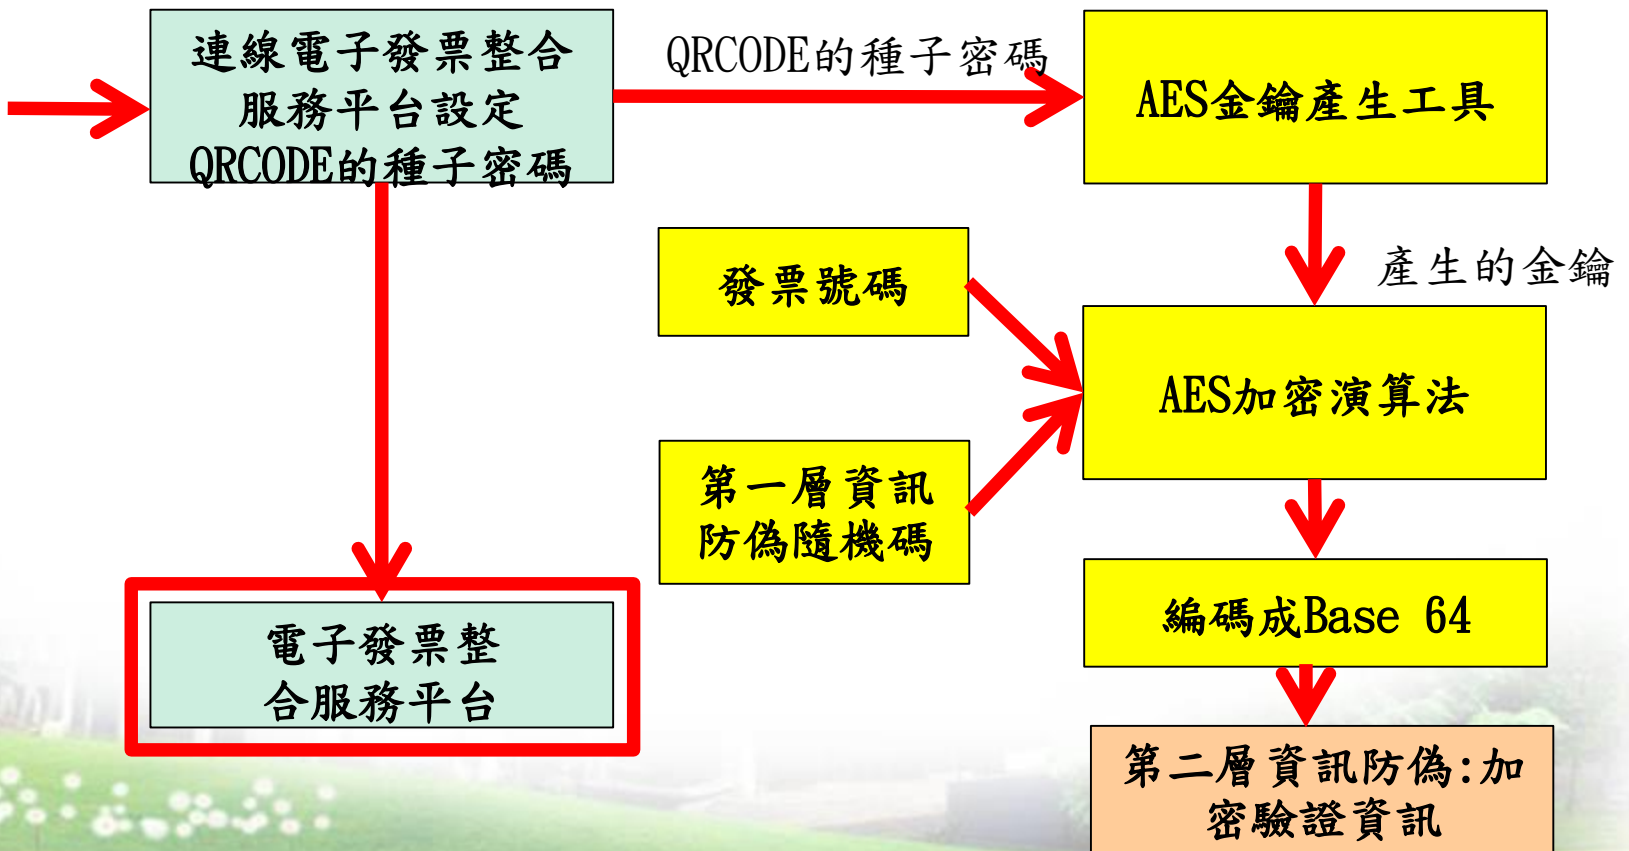 連線電子發票整合
服務平台設定
QRCODE的種子密碼
QRCODE的種子密碼
AES金鑰產生工具
產生的金鑰
發票號碼
AES加密演算法
第一層資訊
防偽隨機碼
編碼成Base 64
電子發票整
合服務平台
第二層資訊防偽:加
密驗證資訊